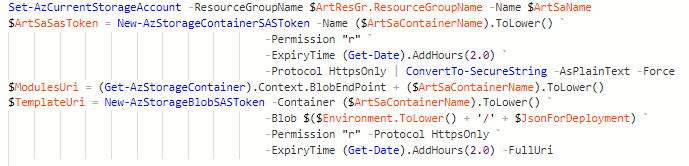 Set-AzCurrentStorageAccount -ResourceGroupName $ArtResGr.ResourceGroupName -Name $ArtSaName
$ArtSaSasToken = New-AzStorageContainerSASToken -Name ($ArtSaContainerName).ToLower() `
-Permission "r" `
-ExpiryTime (Get-Date).AddHours(2.0) `
-Protocol HttpsOnly | ConvertTo-SecureString -AsPlainText -Force
$ModulesUri = (Get-AzStorageContainer).Context.BlobEndPoint + ($ArtSaContainerName).ToLower()
$TemplateUri = New-AzStorageBlobSASToken -Container ($ArtSaContainerName).ToLower() `
-Blob $($Environment.ToLower() + '/' + $JsonForDeployment) `
-Permission "r" -Protocol HttpsOnly `
-ExpiryTime (Get-Date).AddHours(2.0) -FullUri